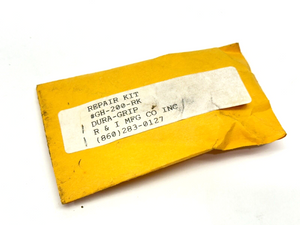 REPAIR KIT
#GH-200-RK
DURA-GRIP
R & I MFG CO INC
(860)283-0127